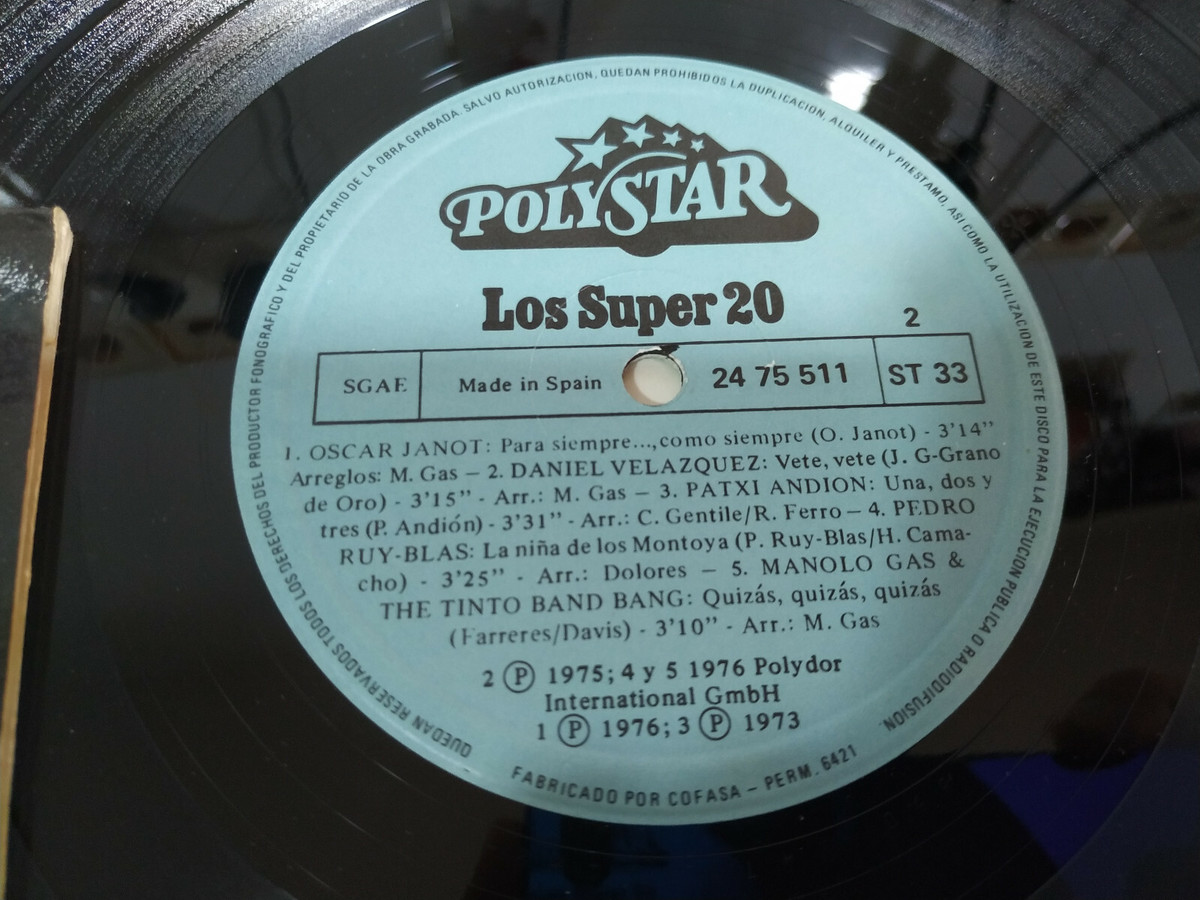 POLYSTAR
Los Super 20
2
SGAE
Made in Spain
24 75 511
ST 33
1. OSCAR JANOT: Para siempre..., como siempre (O. Janot) - 3'14"
Arreglos: M. Gas – 2. DANIEL VELAZQUEZ: Vete, vete (J. G-Grano
de Oro) - 3'15" - Arr.: M. Gas – 3. PATXI ANDION: Una, dos y
tres (P. Andión) - 3'31" - Arr.: C. Gentile/R. Ferro – 4. PEDRO
RUY-BLAS: La niña de los Montoya (P. Ruy-Blas/H. Cama-
cho) - 3'25" - Arr.: Dolores – 5. MANOLO GAS &
THE TINTO BAND BANG: Quizás, quizás, quizás
(Farreres/Davis) - 3'10" - Arr.: M. Gas
2 Ⓟ 1975; 4 y 5 1976 Polydor
International GmbH
1 Ⓟ 1976; 3 Ⓟ 1973
QUEDAN RESERVADOS TODOS LOS DERECHOS DEL PRODUCTOR FONOGRAFICO Y DEL PROPIETARIO DE LA OBRA GRABADA. SALVO AUTORIZACION, QUEDAN PROHIBIDOS LA DUPLICACION, ALQUILER Y PRESTAMO, ASI COMO LA UTILIZACION DE ESTE DISCO PARA LA EJECUCION PUBLICA O RADIODIFUSION.
FABRICADO POR COFASA – PERM. 6421